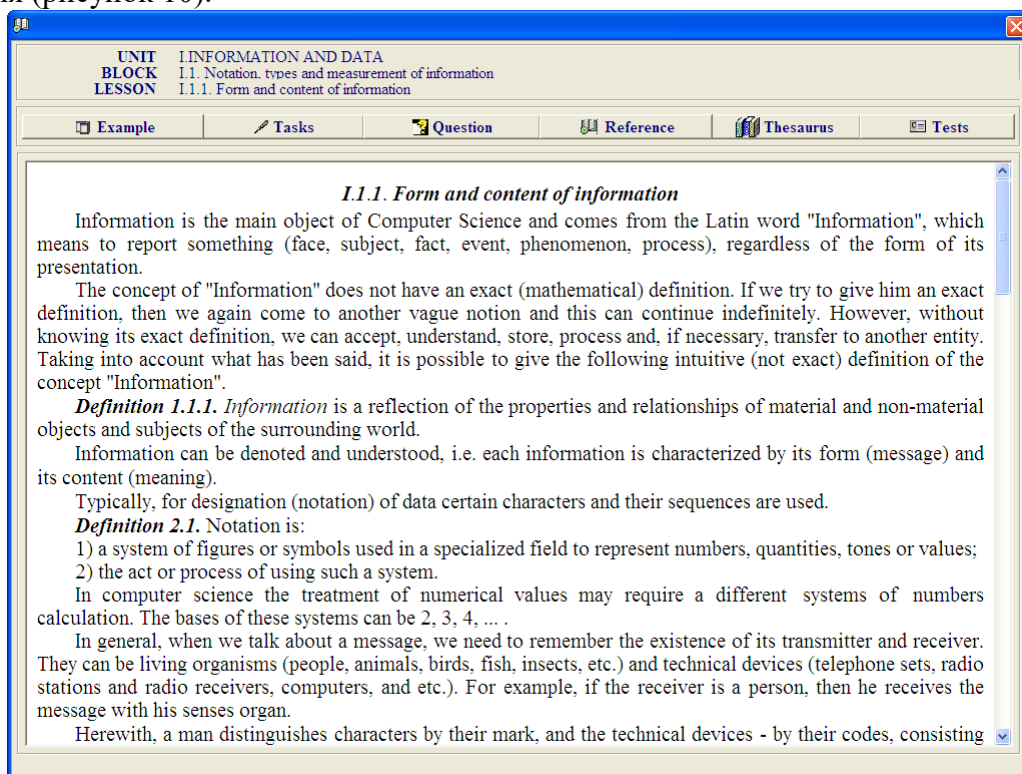 (рисунок 10).
UNIT I.INFORMATION AND DATA
BLOCK I.1. Notation, types and measurement of information
LESSON I.1.1. Form and content of information
Example Tasks Question Reference Thesaurus Tests
I.1.1. Form and content of information
Information is the main object of Computer Science and comes from the Latin word "Information", which
means to report something (face, subject, fact, event, phenomenon, process), regardless of the form of its
presentation.
The concept of "Information" does not have an exact (mathematical) definition. If we try to give him an exact
definition, then we again come to another vague notion and this can continue indefinitely. However, without
knowing its exact definition, we can accept, understand, store, process and, if necessary, transfer to another entity.
Taking into account what has been said, it is possible to give the following intuitive (not exact) definition of the
concept "Information".
Definition 1.1.1. Information is a reflection of the properties and relationships of material and non-material
objects and subjects of the surrounding world.
Information can be denoted and understood, i.e. each information is characterized by its form (message) and
its content (meaning).
Typically, for designation (notation) of data certain characters and their sequences are used.
Definition 2.1. Notation is:
1) a system of figures or symbols used in a specialized field to represent numbers, quantities, tones or values;
2) the act or process of using such a system.
In computer science the treatment of numerical values may require a different systems of numbers
calculation. The bases of these systems can be 2, 3, 4, ... .
In general, when we talk about a message, we need to remember the existence of its transmitter and receiver.
They can be living organisms (people, animals, birds, fish, insects, etc.) and technical devices (telephone sets, radio
stations and radio receivers, computers, and etc.). For example, if the receiver is a person, then he receives the
message with his senses organ.
Herewith, a man distinguishes characters by their mark, and the technical devices - by their codes, consisting